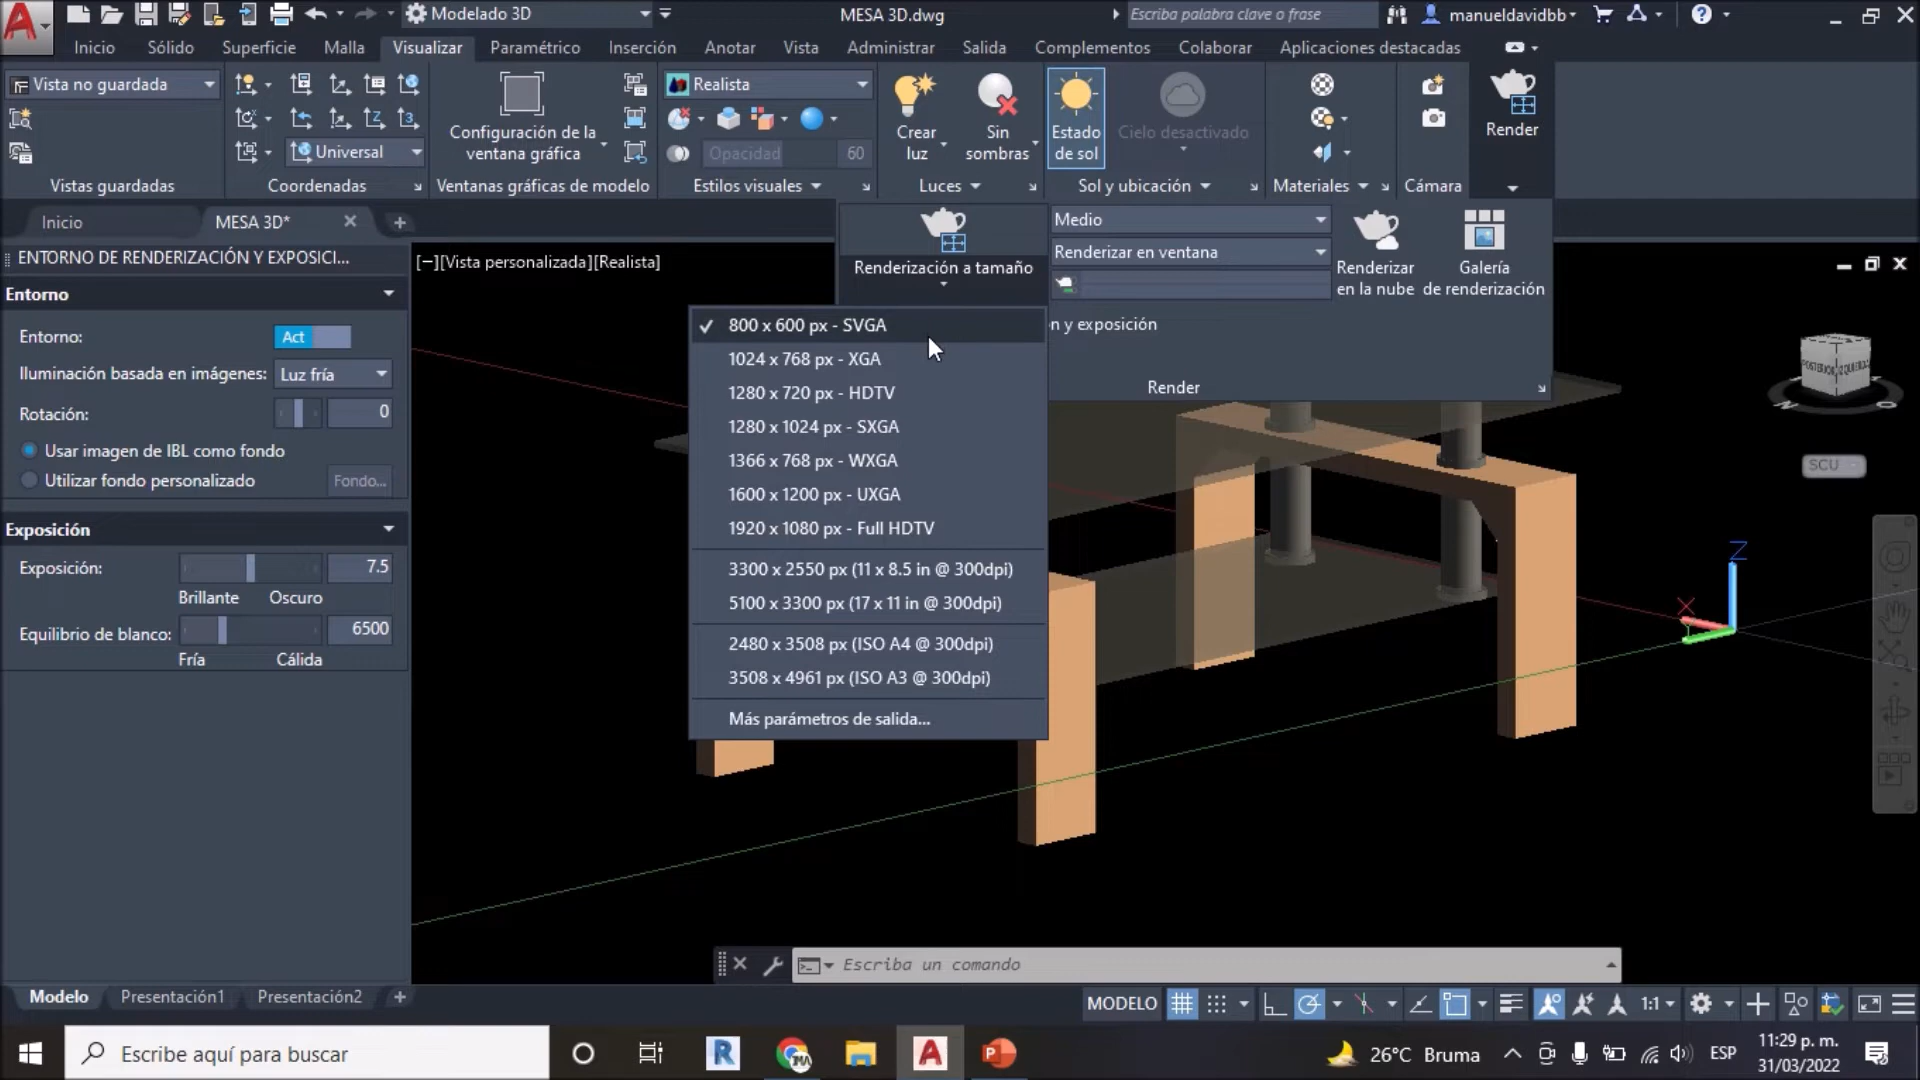 Modelado 3D
MESA 3D.dwg
Escriba palabra clave o frase
manueldavidbb
Inicio
Sólido
Superficie
Malla
Visualizar
Paramétrico
Inserción
Anotar
Vista
Administrar
Salida
Complementos
Colaborar
Aplicaciones destacadas
Vista no guardada
Universal
Configuración de la
ventana gráfica
Realista
Opacidad 60
Crear
luz
Sin
sombras
Estado
de sol
Cielo desactivado
Render
Vistas guardadas
Coordenadas
Ventanas gráficas de modelo
Estilos visuales
Luces
Sol y ubicación
Materiales
Cámara
Inicio
MESA 3D*
Renderización a tamaño
Medio
Renderizar en ventana
Renderizar
en la nube
Galería
de renderización
n y exposición
Render
ENTORNO DE RENDERIZACIÓN Y EXPOSICI...
Entorno
Entorno: Act
Iluminación basada en imágenes: Luz fría
Rotación: 0
Usar imagen de IBL como fondo
Utilizar fondo personalizado Fondo...
Exposición
Exposición: 7.5
Brillante Oscuro
Equilibrio de blanco: 6500
Fría Cálida
[−][Vista personalizada][Realista]
800 x 600 px - SVGA
1024 x 768 px - XGA
1280 x 720 px - HDTV
1280 x 1024 px - SXGA
1366 x 768 px - WXGA
1600 x 1200 px - UXGA
1920 x 1080 px - Full HDTV
3300 x 2550 px (11 x 8.5 in @ 300dpi)
5100 x 3300 px (17 x 11 in @ 300dpi)
2480 x 3508 px (ISO A4 @ 300dpi)
3508 x 4961 px (ISO A3 @ 300dpi)
Más parámetros de salida...
POSTERIOR
IZQUIERDO
N
O
SCU
Z
X
Y
Escriba un comando
Modelo
Presentación1
Presentación2
MODELO
1:1
Escribe aquí para buscar
26°C Bruma
ESP
11:29 p. m.
31/03/2022